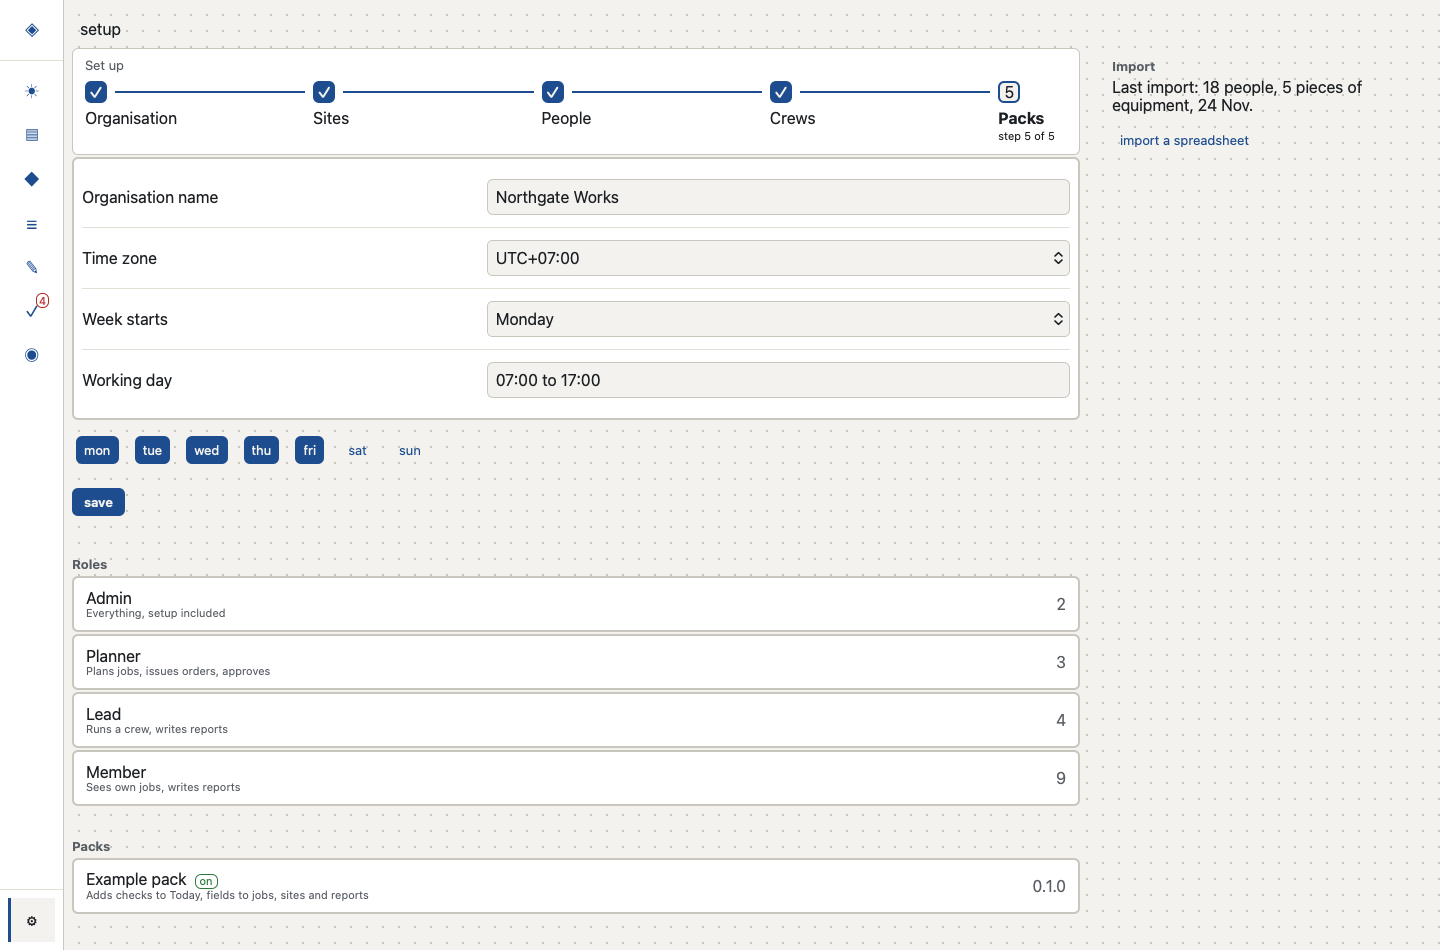 setup
Set up
Organisation
Sites
People
Crews
5
Packs
step 5 of 5
Import
Last import: 18 people, 5 pieces of
equipment, 24 Nov.
import a spreadsheet
4
Organisation name
Northgate Works
Time zone
UTC+07:00
Week starts
Monday
Working day
07:00 to 17:00
mon tue wed thu fri sat sun
save
Roles
Admin
Everything, setup included
2
Planner
Plans jobs, issues orders, approves
3
Lead
Runs a crew, writes reports
4
Member
Sees own jobs, writes reports
9
Packs
Example pack on
Adds checks to Today, fields to jobs, sites and reports
0.1.0